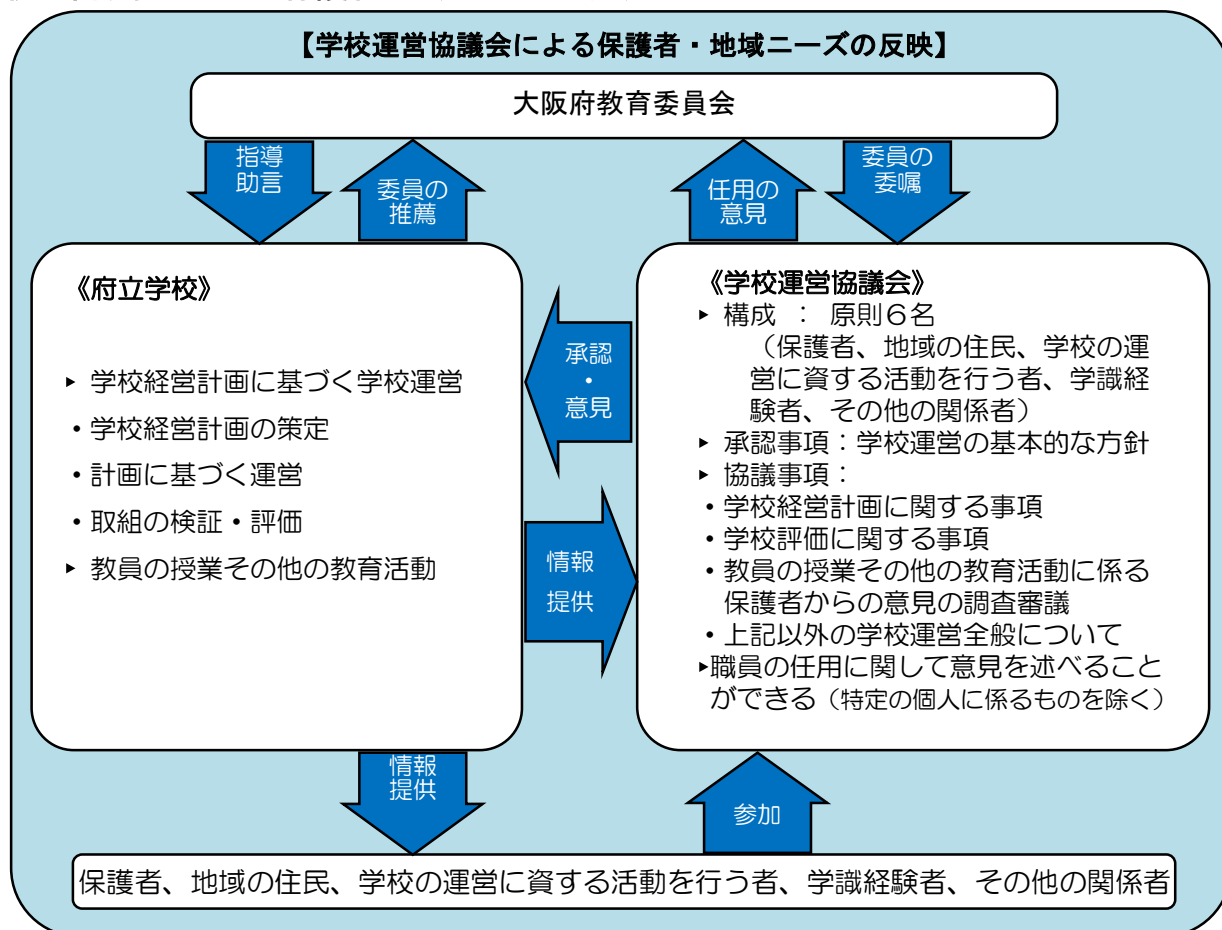 【学校運営協議会による保護者・地域ニーズの反映】
大阪府教育委員会
指導
助言
委員の
推薦
任用の
意見
委員の
委嘱
《府立学校》
▸ 学校経営計画に基づく学校運営
・学校経営計画の策定
・計画に基づく運営
・取組の検証・評価
▸ 教員の授業その他の教育活動
承認
・
意見
情報
提供
《学校運営協議会》
▸ 構成 ： 原則６名
（保護者、地域の住民、学校の運
営に資する活動を行う者、学識経
験者、その他の関係者）
▸ 承認事項：学校運営の基本的な方針
▸ 協議事項：
・学校経営計画に関する事項
・学校評価に関する事項
・教員の授業その他の教育活動に係る
保護者からの意見の調査審議
・上記以外の学校運営全般について
▸職員の任用に関して意見を述べること
ができる（特定の個人に係るものを除く）
情報
提供
参加
保護者、地域の住民、学校の運営に資する活動を行う者、学識経験者、その他の関係者